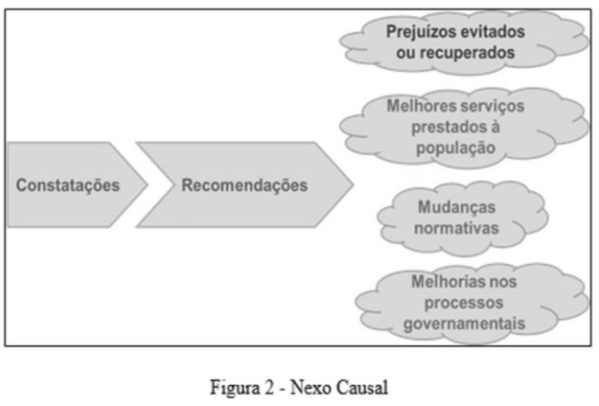 Constatações
Recomendações
Prejuízos evitados
ou recuperados
Melhores serviços
prestados à
população
Mudanças
normativas
Melhorias nos
processos
governamentais
Figura 2 - Nexo Causal